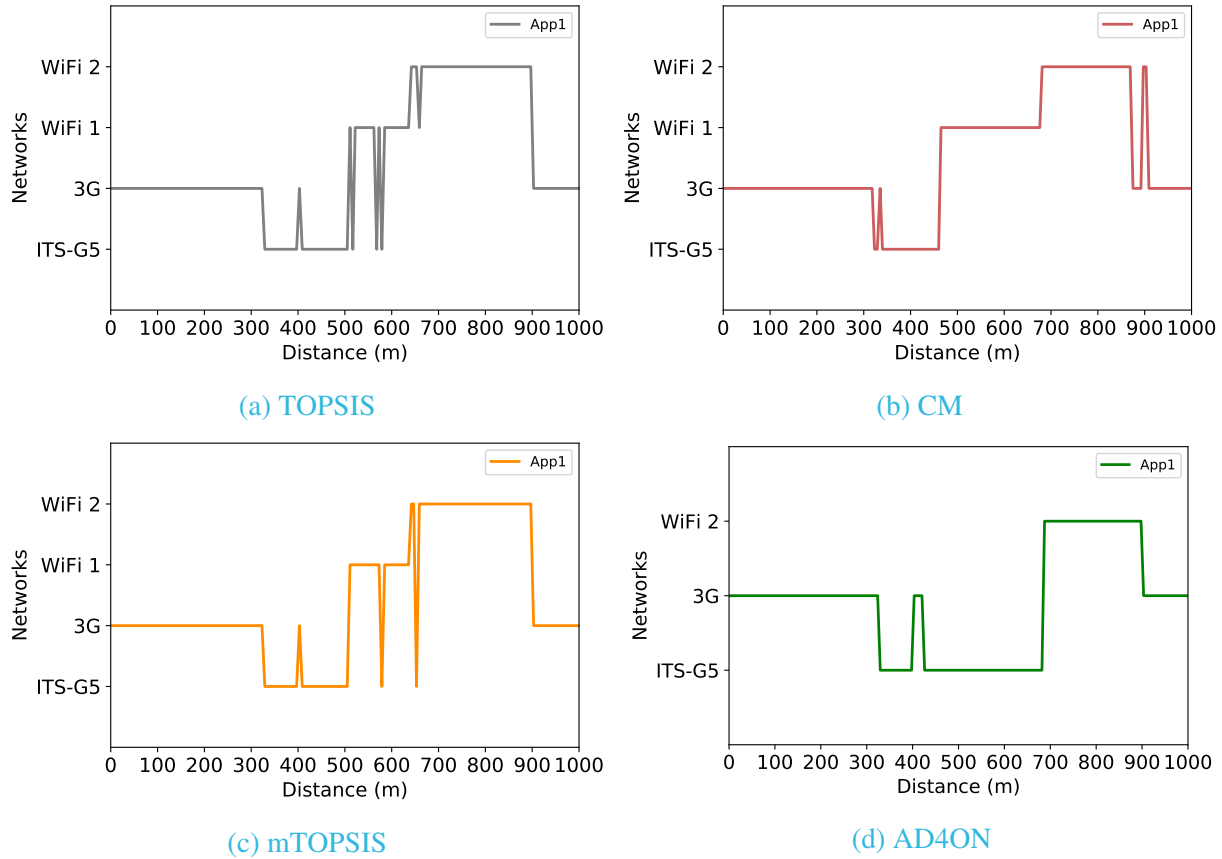 App1
WiFi 2
WiFi 1
3G
ITS-G5
Networks
0 100 200 300 400 500 600 700 800 900 1000
Distance (m)
(a) TOPSIS
App1
WiFi 2
WiFi 1
3G
ITS-G5
Networks
0 100 200 300 400 500 600 700 800 900 1000
Distance (m)
(b) CM
App1
WiFi 2
WiFi 1
3G
ITS-G5
Networks
0 100 200 300 400 500 600 700 800 900 1000
Distance (m)
(c) mTOPSIS
App1
WiFi 2
3G
ITS-G5
Networks
0 100 200 300 400 500 600 700 800 900 1000
Distance (m)
(d) AD4ON